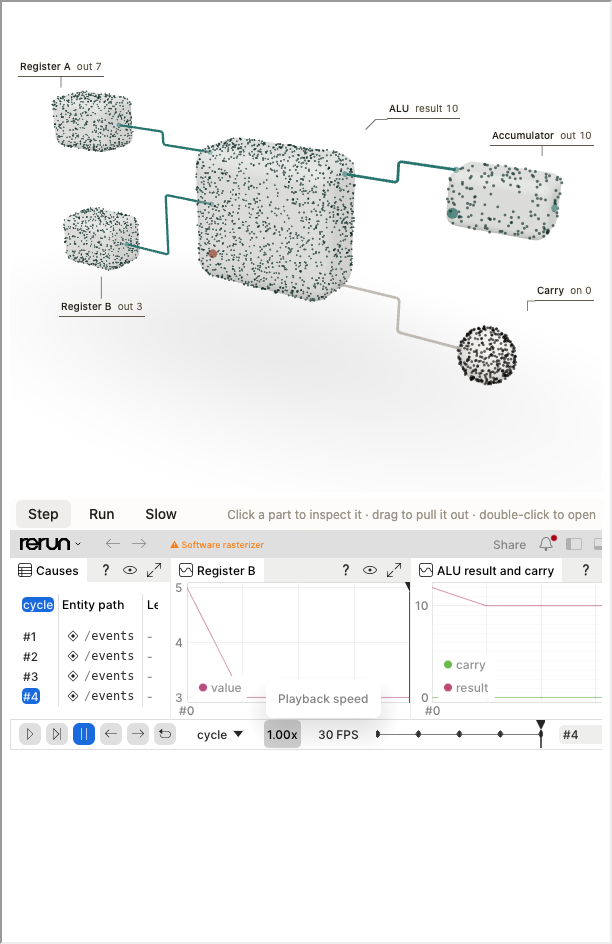 Register A out 7
ALU result 10
Accumulator out 10
Register B out 3
Carry on 0
Step Run Slow Click a part to inspect it · drag to pull it out · double-click to open
rerun Software rasterizer Share
Causes ? Register B ? ALU result and carry ?
cycle Entity path Le
#1 /events -
#2 /events -
#3 /events -
#4 /events -
5
4
3
value
#0
Playback speed
10
0
carry
result
#0
cycle 1.00x 30 FPS #4